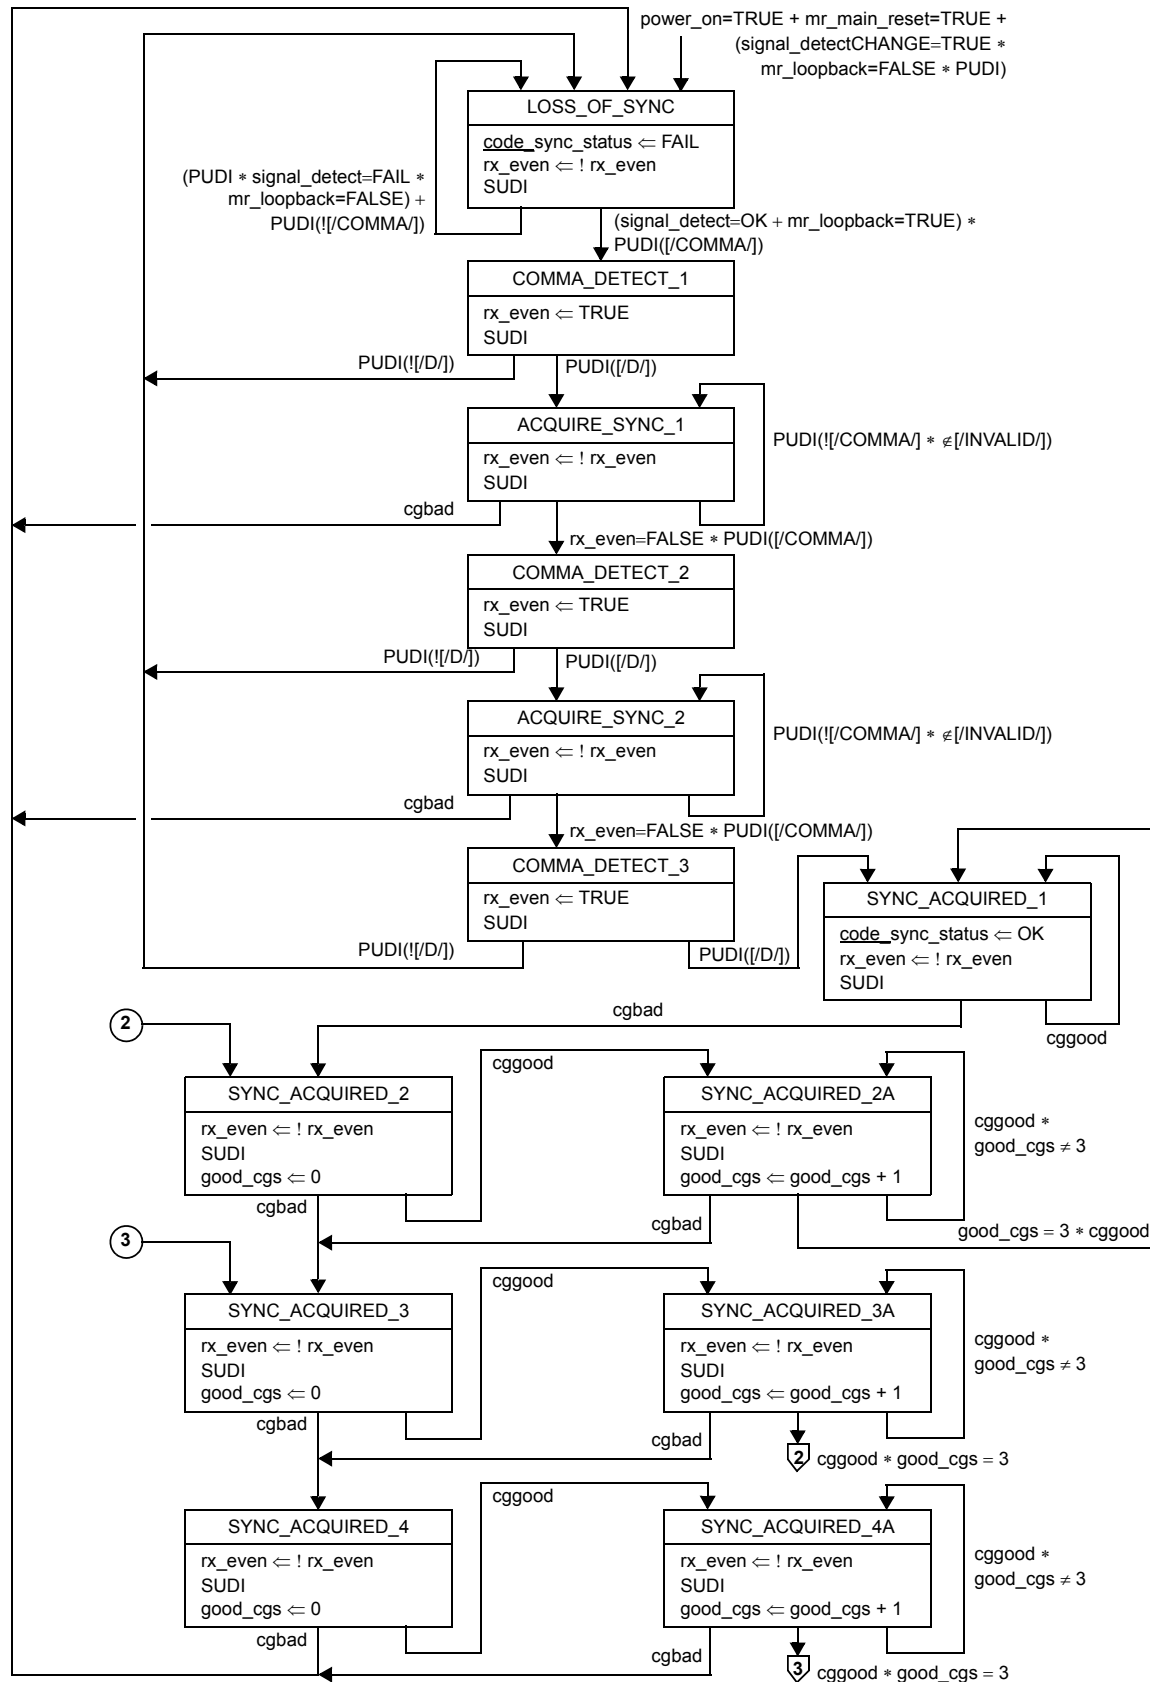 power_on=TRUE + mr_main_reset=TRUE +
(signal_detectCHANGE=TRUE ∗
mr_loopback=FALSE ∗ PUDI)
LOSS_OF_SYNC
code_sync_status ⇐ FAIL
rx_even ⇐ ! rx_even
SUDI
(PUDI ∗ signal_detect=FAIL ∗
mr_loopback=FALSE) +
PUDI(![/COMMA/])
(signal_detect=OK + mr_loopback=TRUE) ∗
PUDI([/COMMA/])
COMMA_DETECT_1
rx_even ⇐ TRUE
SUDI
PUDI(![/D/])
PUDI([/D/])
ACQUIRE_SYNC_1
rx_even ⇐ ! rx_even
SUDI
PUDI(![/COMMA/] ∗ ∉[/INVALID/])
cgbad
rx_even=FALSE ∗ PUDI([/COMMA/])
COMMA_DETECT_2
rx_even ⇐ TRUE
SUDI
PUDI(![/D/])
PUDI([/D/])
ACQUIRE_SYNC_2
rx_even ⇐ ! rx_even
SUDI
PUDI(![/COMMA/] ∗ ∉[/INVALID/])
cgbad
rx_even=FALSE ∗ PUDI([/COMMA/])
COMMA_DETECT_3
rx_even ⇐ TRUE
SUDI
PUDI(![/D/])
PUDI([/D/])
SYNC_ACQUIRED_1
code_sync_status ⇐ OK
rx_even ⇐ ! rx_even
SUDI
cgbad
cggood
2
SYNC_ACQUIRED_2
rx_even ⇐ ! rx_even
SUDI
good_cgs ⇐ 0
cggood
SYNC_ACQUIRED_2A
rx_even ⇐ ! rx_even
SUDI
good_cgs ⇐ good_cgs + 1
cggood ∗
good_cgs ≠ 3
cgbad
cgbad
good_cgs = 3 ∗ cggood
3
SYNC_ACQUIRED_3
rx_even ⇐ ! rx_even
SUDI
good_cgs ⇐ 0
cggood
SYNC_ACQUIRED_3A
rx_even ⇐ ! rx_even
SUDI
good_cgs ⇐ good_cgs + 1
cggood ∗
good_cgs ≠ 3
cgbad
cgbad
2 cggood ∗ good_cgs = 3
SYNC_ACQUIRED_4
rx_even ⇐ ! rx_even
SUDI
good_cgs ⇐ 0
cggood
SYNC_ACQUIRED_4A
rx_even ⇐ ! rx_even
SUDI
good_cgs ⇐ good_cgs + 1
cggood ∗
good_cgs ≠ 3
cgbad
cgbad
3 cggood ∗ good_cgs = 3